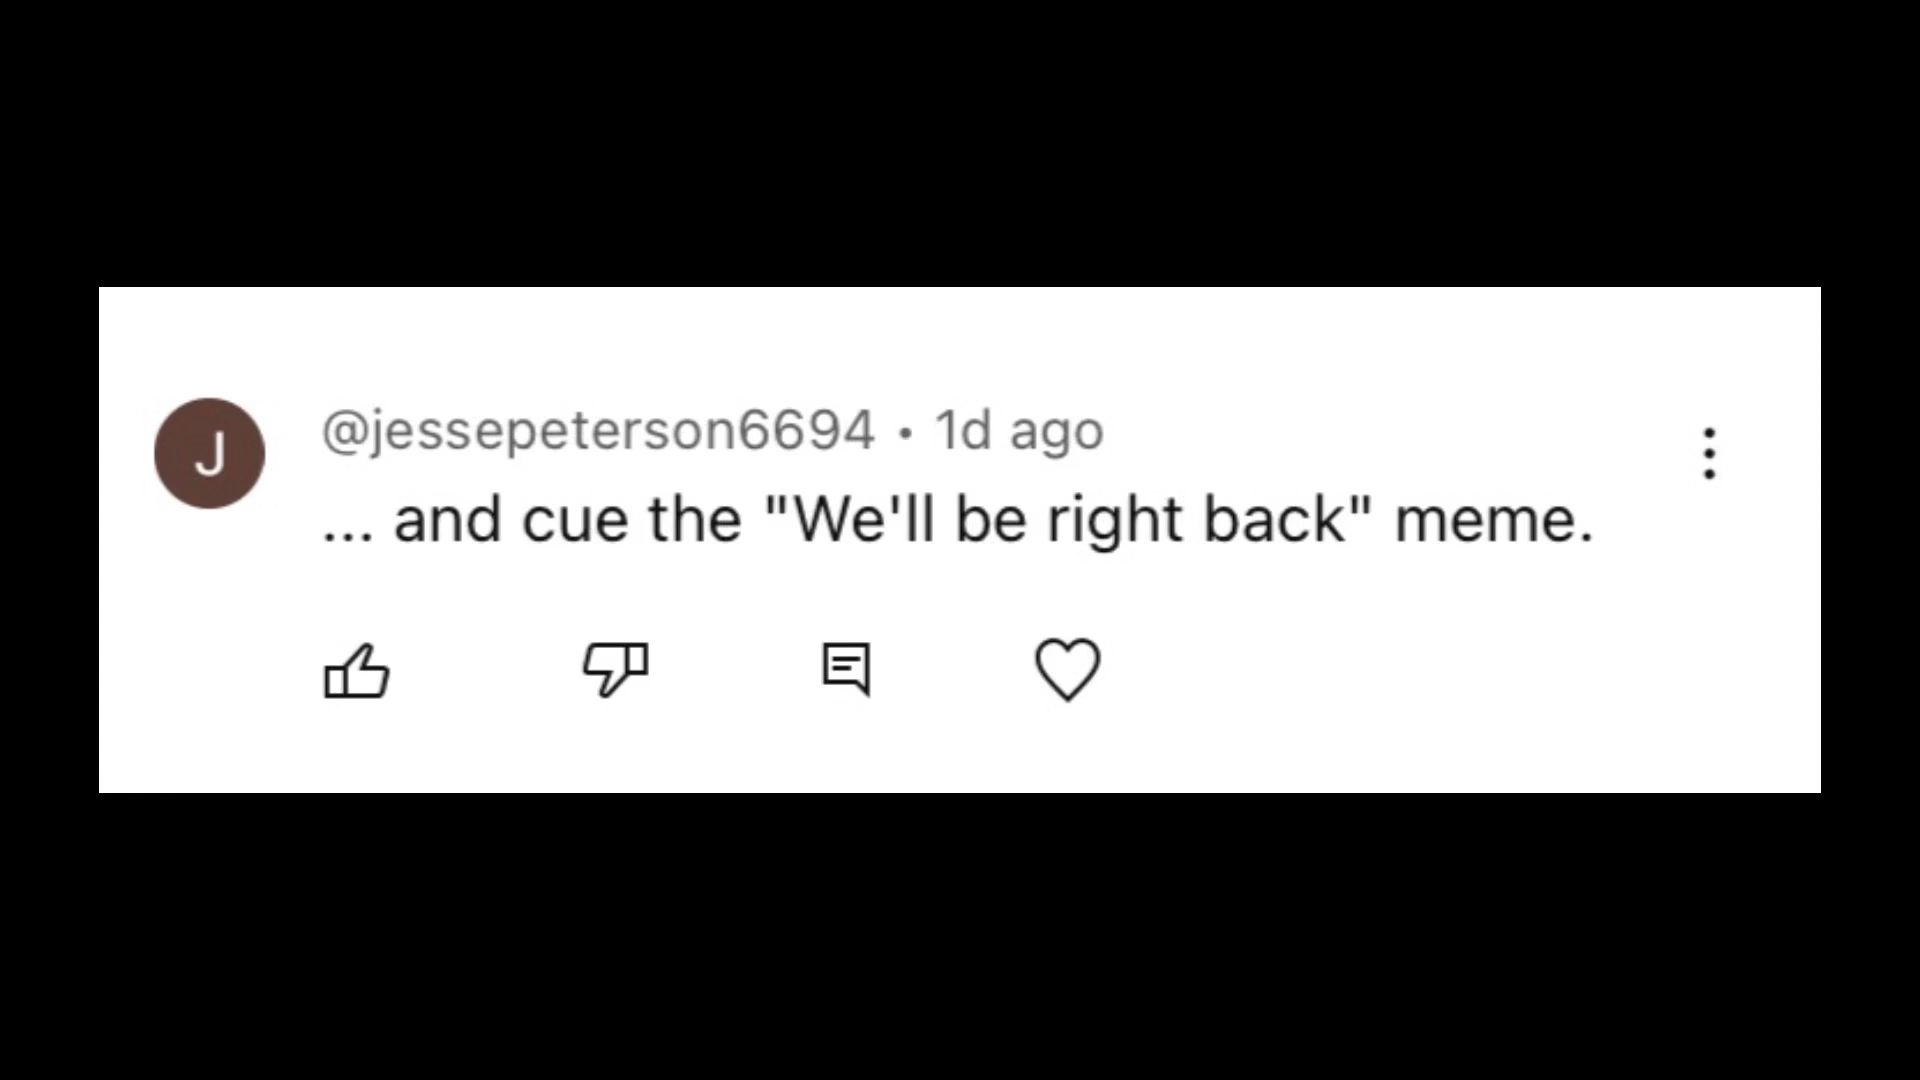 J
@jessepeterson6694 • 1d ago
... and cue the "We'll be right back" meme.